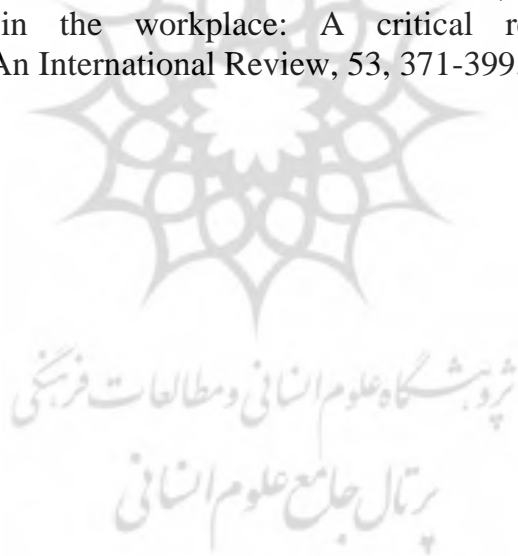 in the workplace: A critical re
An International Review, 53, 371-399.
پژوهشگاه علوم انسانی و مطالعات فرهنگی
پرتال جامع علوم انسانی